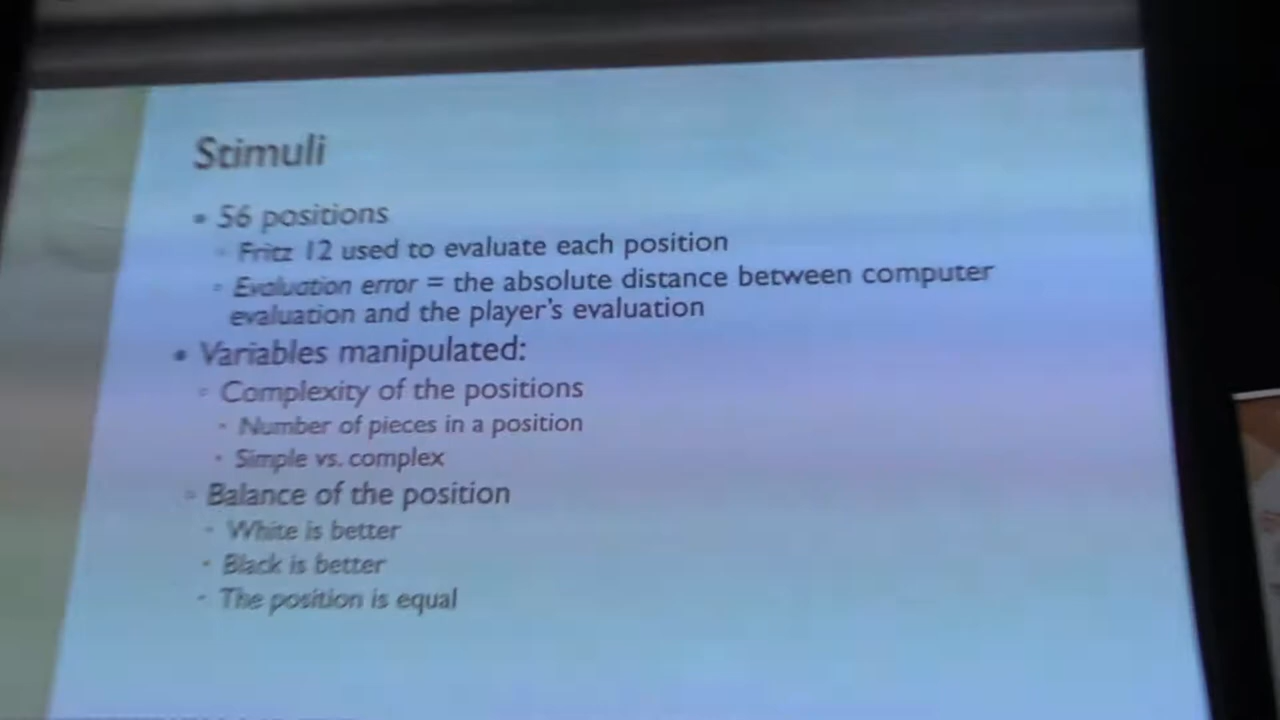 Stimuli
56 positions
Fritz 12 used to evaluate each position
Evaluation error = the absolute distance between computer
evaluation and the player's evaluation
Variables manipulated:
Complexity of the positions
Number of pieces in a position
Simple vs. complex
Balance of the position
White is better
Black is better
The position is equal